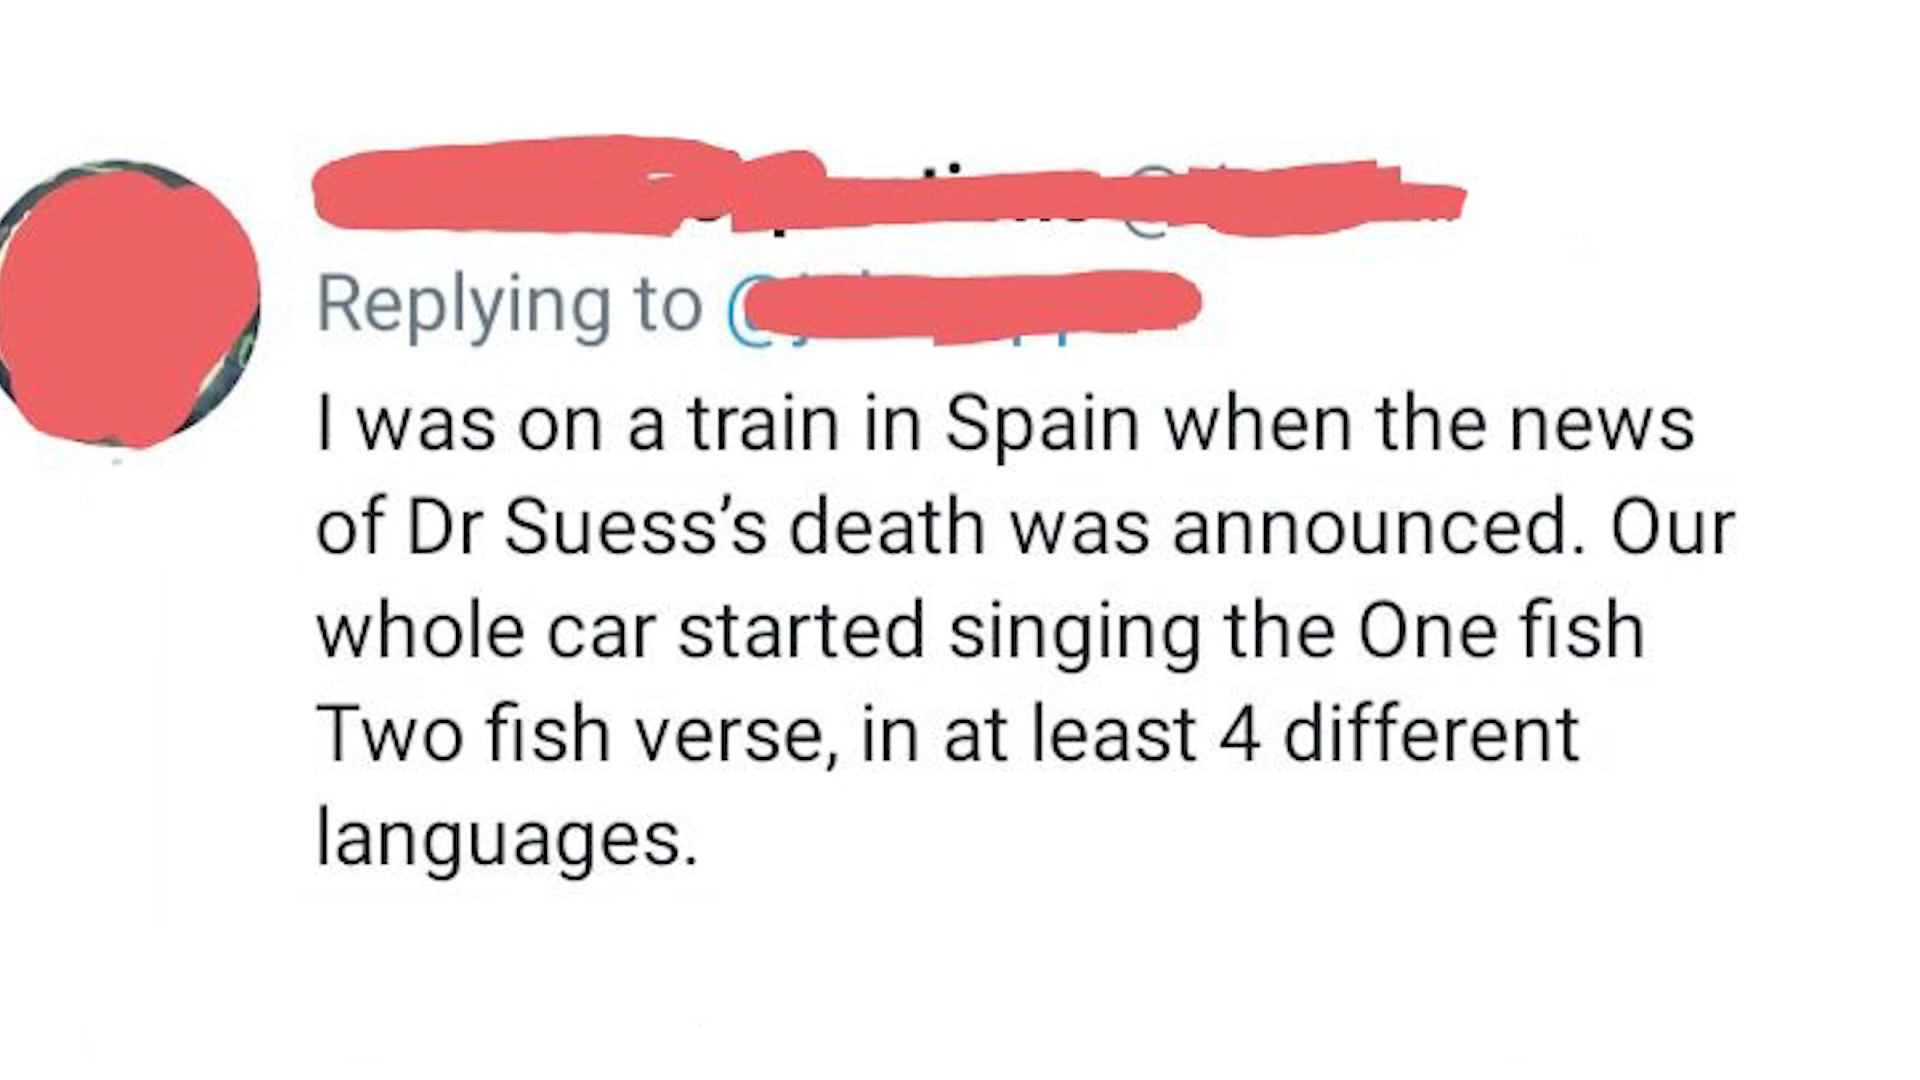 Replying to
I was on a train in Spain when the news
of Dr Suess’s death was announced. Our
whole car started singing the One fish
Two fish verse, in at least 4 different
languages.